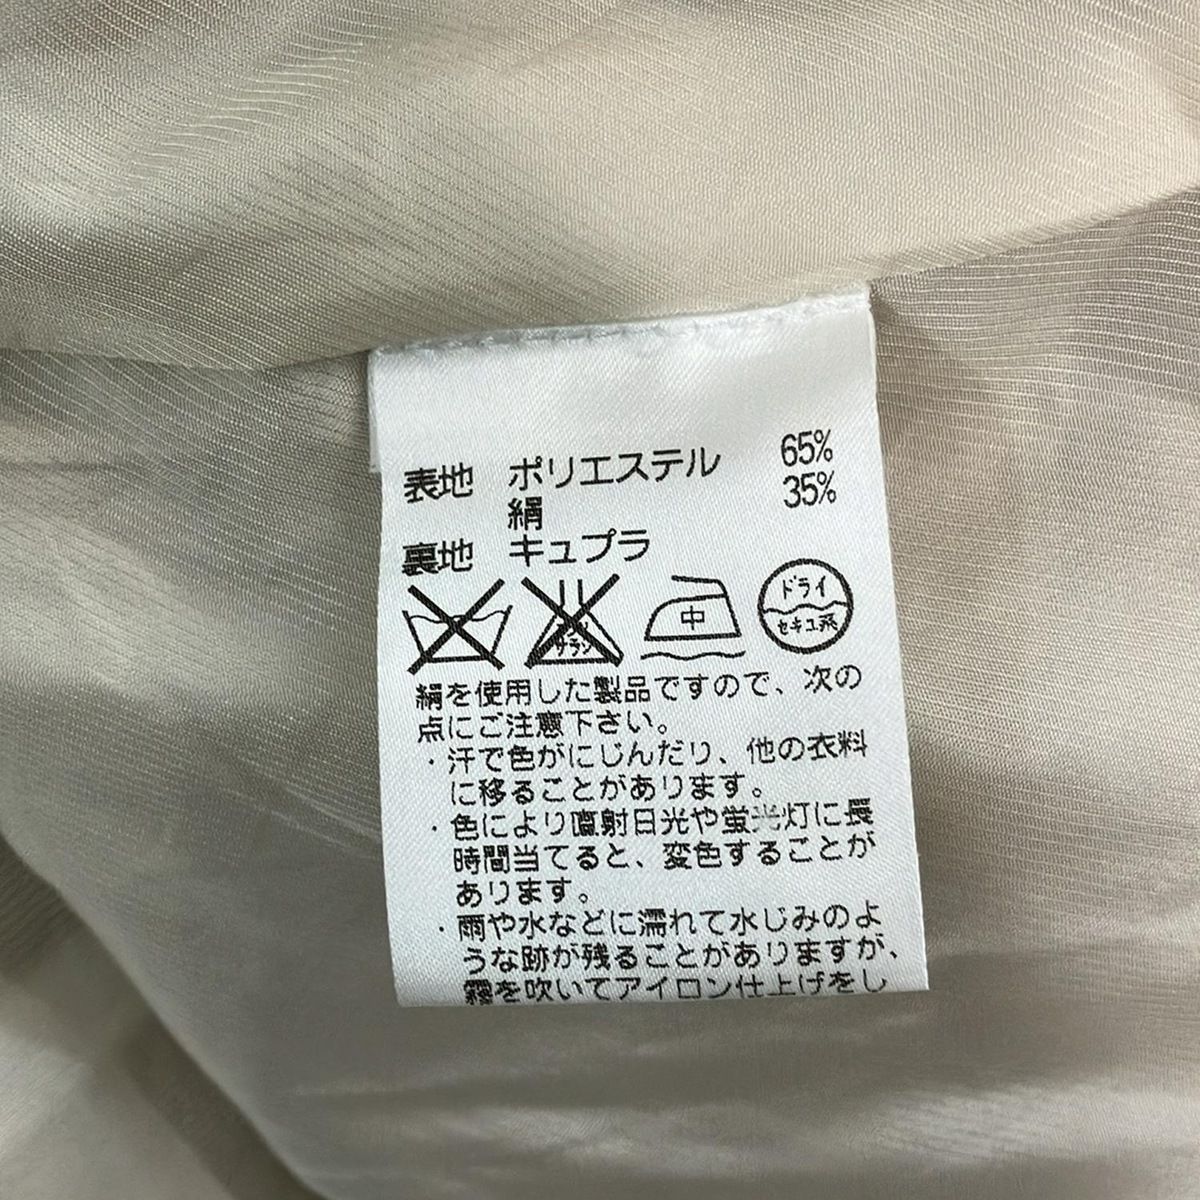 表地 ポリエステル 65%
絹 35%
裏地 キュプラ
サラシ 中 ドライ
セキユ系
絹を使用した製品ですので、次の
点にご注意下さい。
・汗で色がにじんだり、他の衣料
に移ることがあります。
・色により直射日光や蛍光灯に長
時間当てると、変色することが
あります。
・雨や水などに濡れて水じみのよ
うな跡が残ることがありますが、
霧を吹いてアイロン仕上げをし